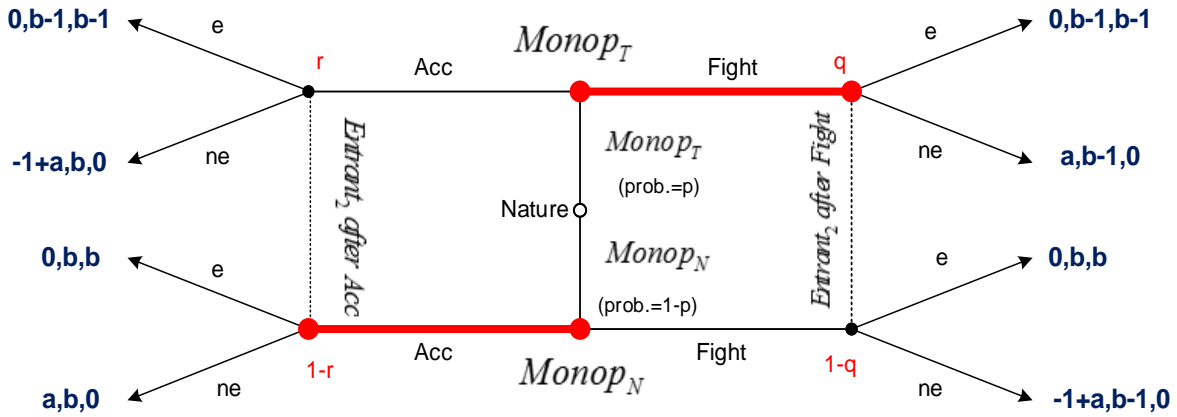 0,b-1,b-1
e
r
Acc
Monop_T
Fight
q
e
0,b-1,b-1
-1+a,b,0
ne
Entrant_2 after Acc
Monop_T
(prob.=p)
Nature
Entrant_2 after Fight
ne
a,b-1,0
0,b,b
e
Monop_N
(prob.=1-p)
e
0,b,b
a,b,0
ne
1-r
Acc
Monop_N
Fight
1-q
ne
-1+a,b-1,0